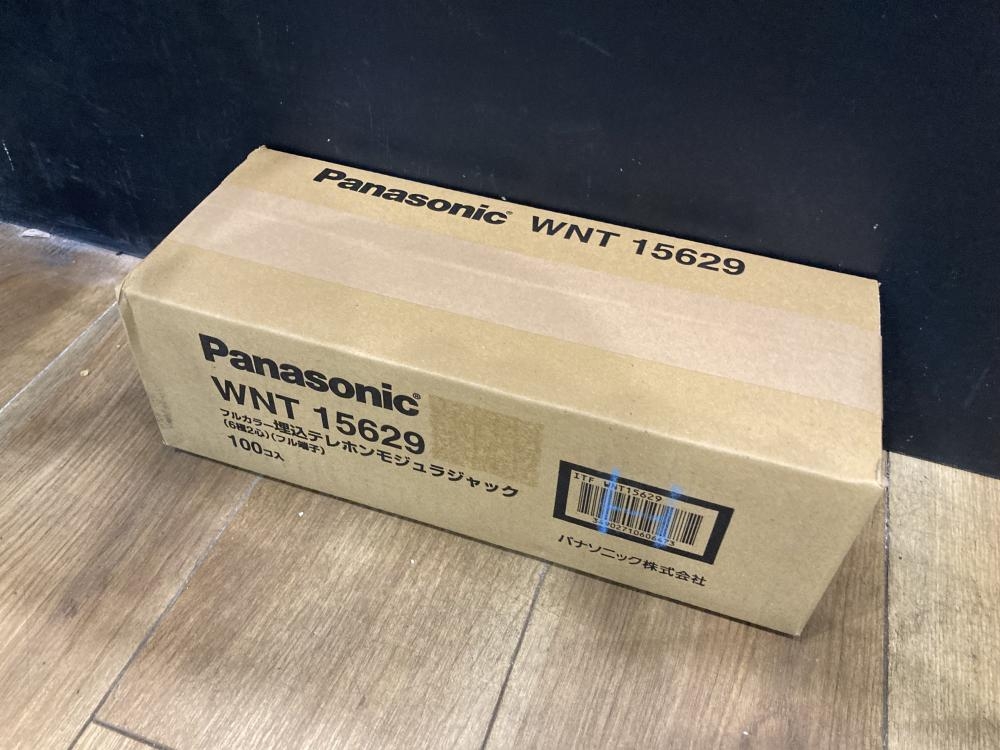 Panasonic® WNT 15629
Panasonic®
WNT 15629
フルカラー埋込テレホンモジュラジャック
(6極2心)(フル端子)
100コ入
ITF WNT15629
パナソニック株式会社